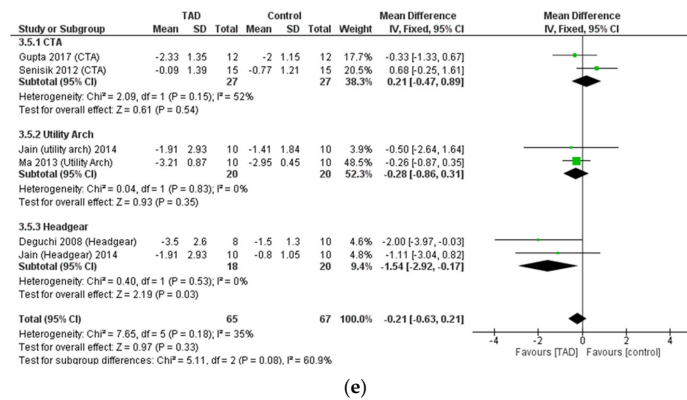 TAD Control Mean Difference Mean Difference
Study or Subgroup Mean SD Total Mean SD Total Weight IV, Fixed, 95% CI IV, Fixed, 95% CI
3.5.1 CTA
Gupta 2017 (CTA) -2.33 1.35 12 -2 1.15 12 17.7% -0.33 [-1.33, 0.67]
Senisik 2012 (CTA) -0.09 1.39 15 -0.77 1.21 15 20.5% 0.68 [-0.25, 1.61]
Subtotal (95% CI) 27 27 38.3% 0.21 [-0.47, 0.89]
Heterogeneity: Chi² = 2.09, df = 1 (P = 0.15); I² = 52%
Test for overall effect: Z = 0.61 (P = 0.54)
3.5.2 Utility Arch
Jain (utility arch) 2014 -1.91 2.93 10 -1.41 1.84 10 3.9% -0.50 [-2.64, 1.64]
Ma 2013 (Utility Arch) -3.21 0.87 10 -2.95 0.45 10 48.5% -0.26 [-0.87, 0.35]
Subtotal (95% CI) 20 20 52.3% -0.28 [-0.86, 0.31]
Heterogeneity: Chi² = 0.04, df = 1 (P = 0.83); I² = 0%
Test for overall effect: Z = 0.93 (P = 0.35)
3.5.3 Headgear
Deguchi 2008 (Headgear) -3.5 2.6 8 -1.5 1.3 10 4.6% -2.00 [-3.97, -0.03]
Jain (Headgear) 2014 -1.91 2.93 10 -0.8 1.05 10 4.8% -1.11 [-3.04, 0.82]
Subtotal (95% CI) 18 20 9.4% -1.54 [-2.92, -0.17]
Heterogeneity: Chi² = 0.40, df = 1 (P = 0.53); I² = 0%
Test for overall effect: Z = 2.19 (P = 0.03)
Total (95% CI) 65 67 100.0% -0.21 [-0.63, 0.21]
Heterogeneity: Chi² = 7.65, df = 5 (P = 0.18); I² = 35%
Test for overall effect: Z = 0.97 (P = 0.33)
Test for subgroup differences: Chi² = 5.11, df = 2 (P = 0.08), I² = 60.9%
-4 -2 0 2 4
Favours [TAD] Favours [control]
(e)